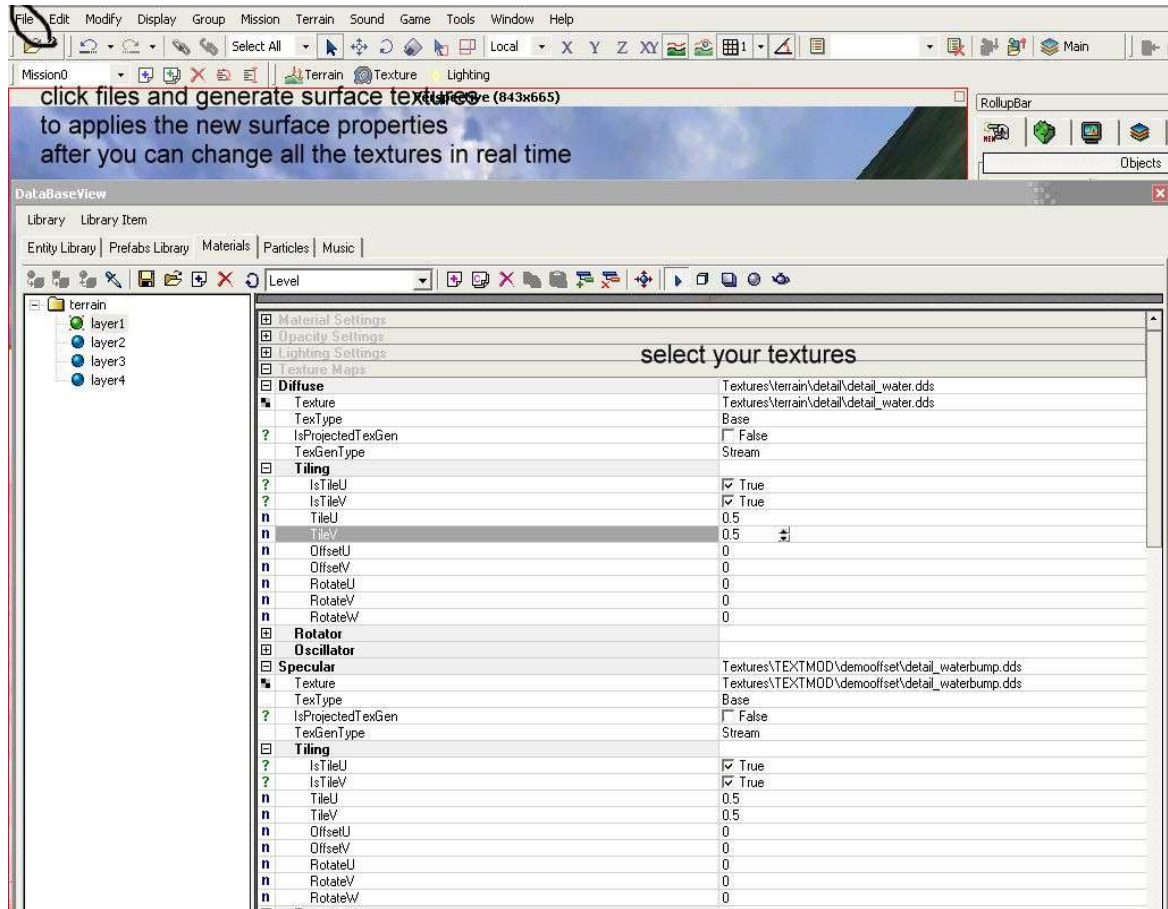 File Edit Modify Display Group Mission Terrain Sound Game Tools Window Help
Select All Local X Y Z XY 1 Main
Mission0 Terrain Texture Lighting
Perspective (843x665)
click files and generate surface textures
to applies the new surface properties
after you can change all the textures in real time
RollupBar
NEW
Objects
DataBaseView
Library Library Item
Entity Library Prefabs Library Materials Particles Music
Level
terrain
layer1
layer2
layer3
layer4
Material Settings
Opacity Settings
Lighting Settings
select your textures
Texture Maps
Diffuse Textures\terrain\detail\detail_water.dds
Texture Textures\terrain\detail\detail_water.dds
TexType Base
? IsProjectedTexGen False
TexGenType Stream
Tiling
? IsTileU True
? IsTileV True
n TileU 0.5
n TileV 0.5
n OffsetU 0
n OffsetV 0
n RotateU 0
n RotateV 0
n RotateW 0
Rotator
Oscillator
Specular Textures\TEXTMOD\demooffset\detail_waterbump.dds
Texture Textures\TEXTMOD\demooffset\detail_waterbump.dds
TexType Base
? IsProjectedTexGen False
TexGenType Stream
Tiling
? IsTileU True
? IsTileV True
n TileU 0.5
n TileV 0.5
n OffsetU 0
n OffsetV 0
n RotateU 0
n RotateV 0
n RotateW 0